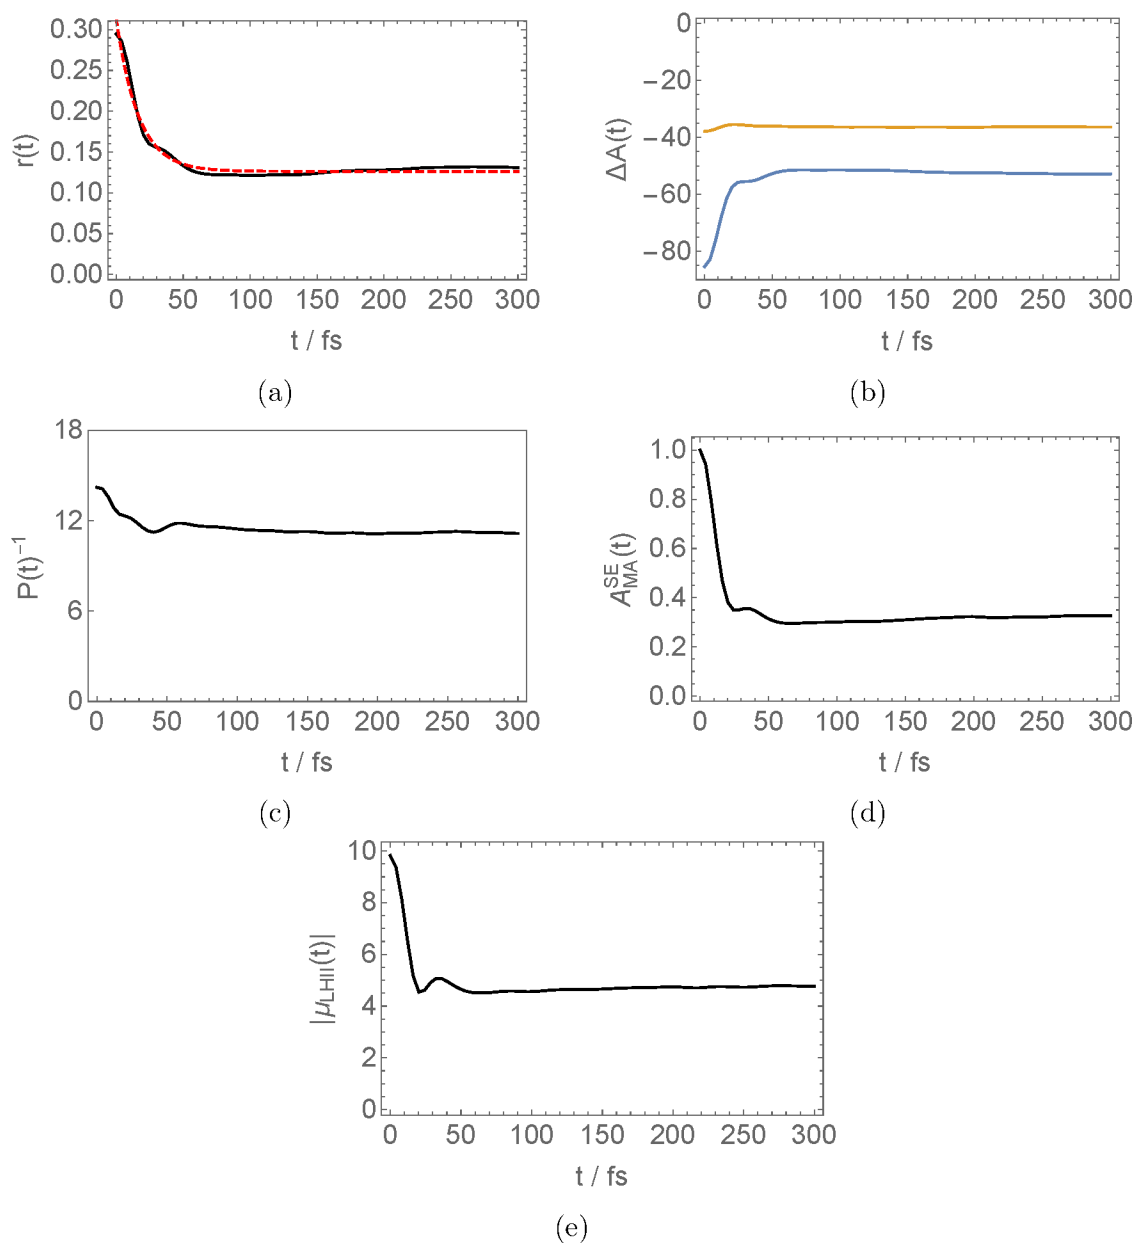 0.30
0.25
0.20
0.15
0.10
0.05
0.00
r(t)
0 50 100 150 200 250 300
t / fs
(a)
0
−20
−40
−60
−80
ΔA(t)
0 50 100 150 200 250 300
t / fs
(b)
18
12
6
0
P(t)⁻¹
0 50 100 150 200 250 300
t / fs
(c)
1.0
0.8
0.6
0.4
0.2
0.0
A_MA^SE(t)
0 50 100 150 200 250 300
t / fs
(d)
10
8
6
4
2
0
|μ_LHII(t)|
0 50 100 150 200 250 300
t / fs
(e)